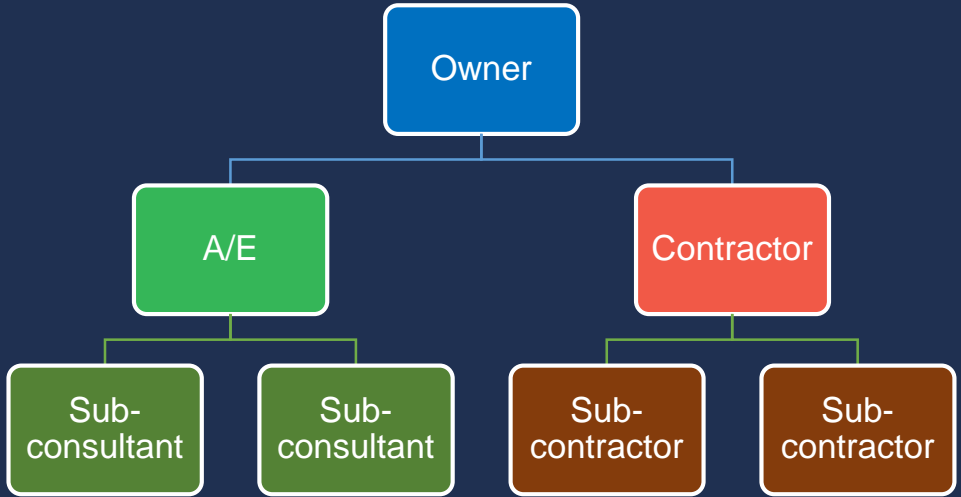 Owner
A/E
Contractor
Sub-
consultant
Sub-
consultant
Sub-
contractor
Sub-
contractor